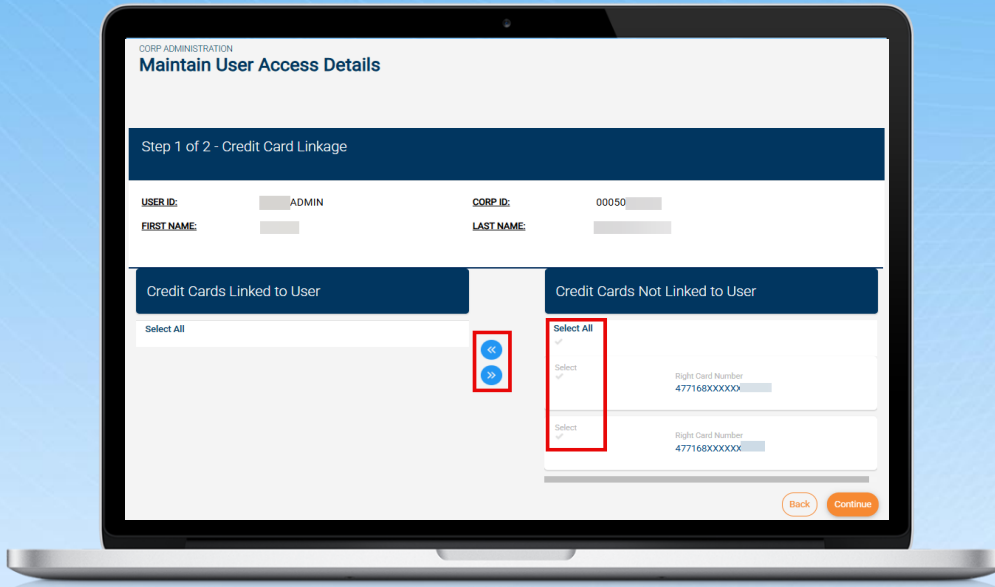 CORP ADMINISTRATION
Maintain User Access Details
Step 1 of 2 - Credit Card Linkage
USER ID: ADMIN CORP ID: 00050
FIRST NAME: LAST NAME:
Credit Cards Linked to User
Select All
Credit Cards Not Linked to User
Select All
Select
Right Card Number
477168XXXXXX
Select
Right Card Number
477168XXXXXX
Back
Continue